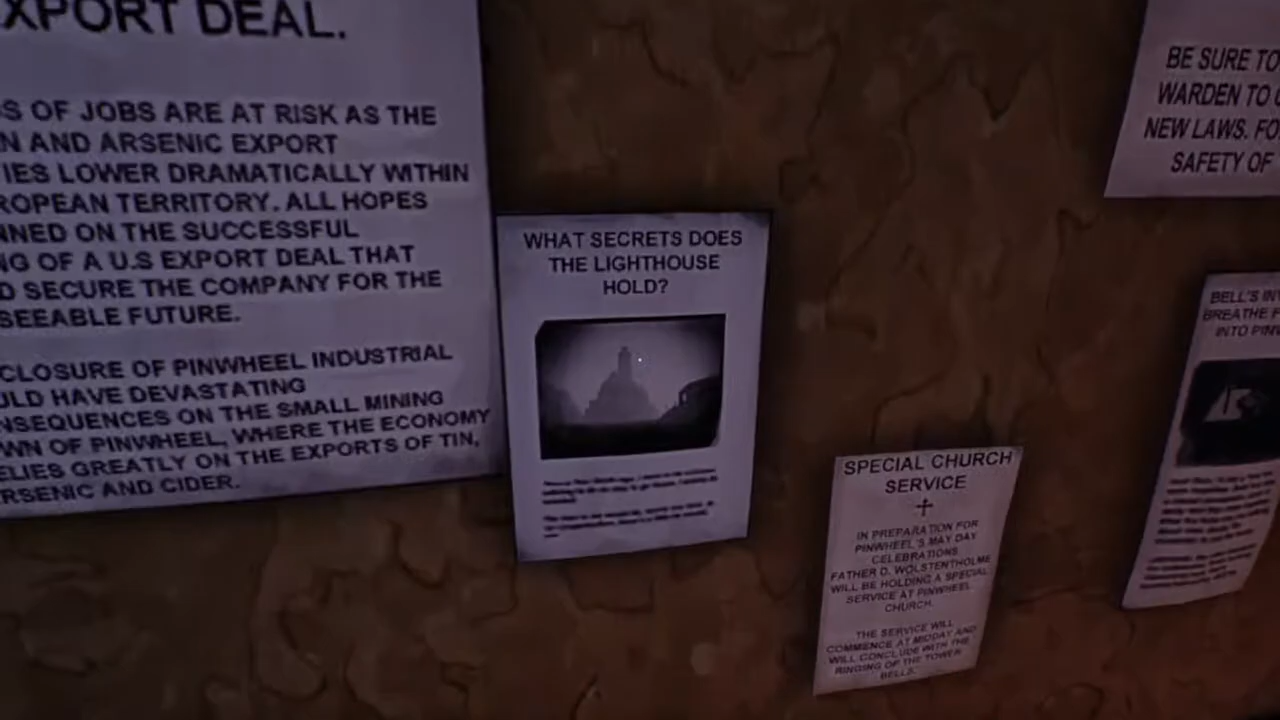 EXPORT DEAL.
S OF JOBS ARE AT RISK AS THE
N AND ARSENIC EXPORT
IES LOWER DRAMATICALLY WITHIN
ROPEAN TERRITORY. ALL HOPES
NNED ON THE SUCCESSFUL
NG OF A U.S EXPORT DEAL THAT
D SECURE THE COMPANY FOR THE
SEEABLE FUTURE.
CLOSURE OF PINWHEEL INDUSTRIAL
ULD HAVE DEVASTATING
NSEQUENCES ON THE SMALL MINING
WN OF PINWHEEL, WHERE THE ECONOMY
ELIES GREATLY ON THE EXPORTS OF TIN,
RSENIC AND CIDER.
WHAT SECRETS DOES
THE LIGHTHOUSE
HOLD?
SPECIAL CHURCH
SERVICE
IN PREPARATION FOR
PINWHEEL'S MAY DAY
CELEBRATIONS
FATHER D. WOLSTENTHOLME
WILL BE HOLDING A SPECIAL
SERVICE AT PINWHEEL
CHURCH.
THE SERVICE WILL
COMMENCE AT MIDDAY AND
WILL CONCLUDE WITH THE
RINGING OF THE TOWER
BELLS.
BE SURE TO
WARDEN TO
NEW LAWS. FO
SAFETY OF
BELL'S IN
BREATHE
INTO PIN